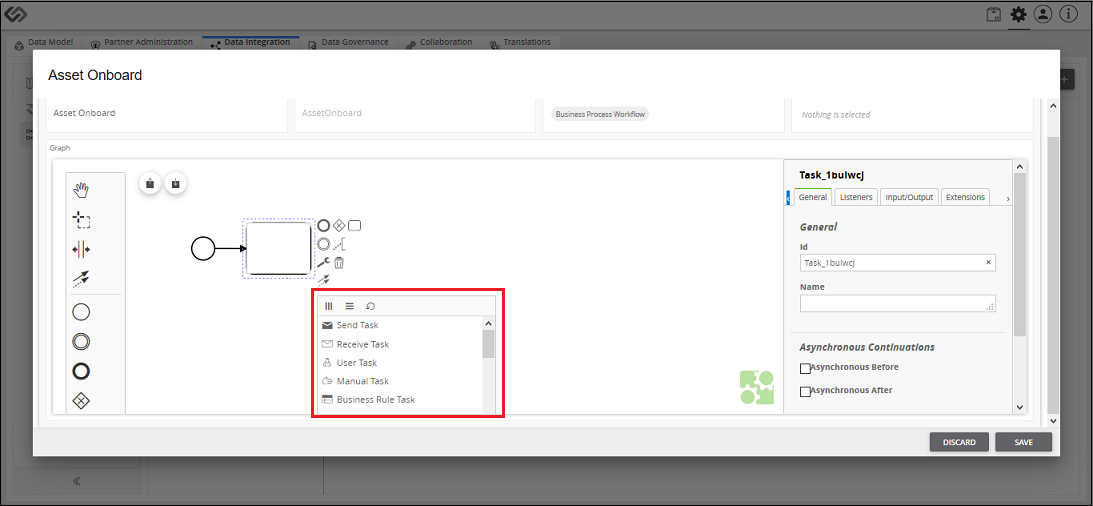 Data Model Partner Administration Data Integration Data Governance Collaboration Translations
Asset Onboard
Asset Onboard AssetOnboard Business Process Workflow Nothing is selected
Graph
Task_1bulwcj
General Listeners Input/Output Extensions
General
Id
Task_1bulwcj
Name
Send Task
Receive Task
User Task
Manual Task
Business Rule Task
Asynchronous Continuations
Asynchronous Before
Asynchronous After
DISCARD SAVE